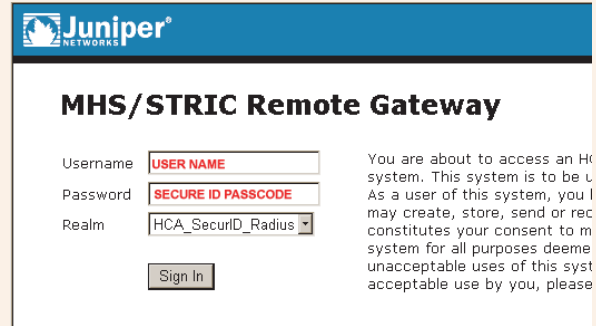 Juniper®
NETWORKS
MHS/STRIC Remote Gateway
Username USER NAME
Password SECURE ID PASSCODE
Realm HCA_SecurID_Radius
Sign In
You are about to access an
system. This system is to be
As a user of this system, you
may create, store, send or
constitutes your consent to
system for all purposes
unacceptable uses of this
acceptable use by you, please